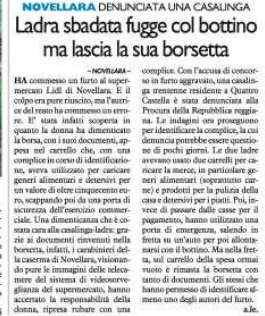 NOVELLARA DENUNCIATA UNA CASALINGA
Ladra sbadata fugge col bottino
ma lascia la sua borsetta
– NOVELLARA –
HA commesso un furto al super-
mercato Lidl di Novellara. E il
colpo era pure riuscito, ma l'autri-
ce del reato ha commesso un erro-
re. E' stata infatti scoperta in
quanto la donna ha dimenticato
la borsa, con i suoi documenti, ap-
pesa nel carrello che, con una
complice in corso di identificazio-
ne, aveva utilizzato per caricare
generi alimentari e detersivi per
un valore di oltre cinquecento eu-
ro, scappando poi da una porta di
sicurezza dell'esercizio commer-
ciale. Una dimenticanza che è co-
stata cara alla casalinga-ladra: gra-
zie ai documenti rinvenuti nella
borsetta, infatti, i carabinieri del-
la caserma di Novellara, visionan-
do pure le immagini delle teleca-
mere del sistema di videosorve-
glianza del supermercato, hanno
accertato la responsabilità della
donna, ripresa rubare con una
complice. Con l'accusa di concor-
so in furto aggravato, una casalin-
ga trentenne residente a Quattro
Castella è stata denunciata alla
Procura della Repubblica reggia-
na. Le indagini ora proseguono
per identificare la complice, la cui
denuncia potrebbe essere questio-
ne di pochi giorni. Le due ladre
avevano usato due carrelli per ca-
ricare la merce, in particolare ge-
neri alimentari (soprattutto car-
ne) e prodotti per la pulizia della
casa e detersivi per i piatti. Poi, in-
vece di passare dalle casse per il
pagamento, hanno utilizzato una
porta di emergenza, salendo in
fretta su un'auto per poi allonta-
narsi con il bottino. Ma nella fret-
ta, sul carrello della spesa ormai
vuoto è rimasta la borsetta con
tanto di documenti. Gli stessi che
hanno permesso di identificare al-
meno uno degli autori del furto.
a.le.